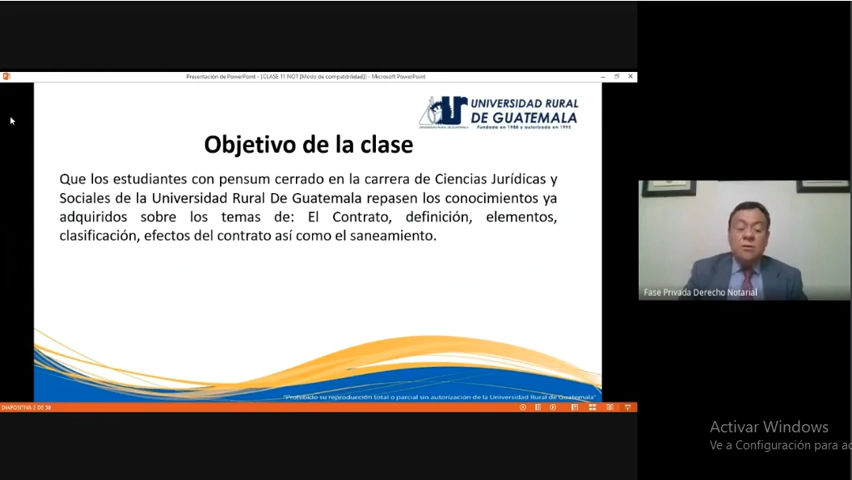 Presentación de PowerPoint - [CLASE 11 NOT [Modo de compatibilidad]] - Microsoft PowerPoint
UNIVERSIDAD RURAL
DE GUATEMALA
Fundada en 1988 y autorizada en 1995
Objetivo de la clase
Que los estudiantes con pensum cerrado en la carrera de Ciencias Jurídicas y
Sociales de la Universidad Rural De Guatemala repasen los conocimientos ya
adquiridos sobre los temas de: El Contrato, definición, elementos,
clasificación, efectos del contrato así como el saneamiento.
"Prohibido su reproducción total o parcial sin autorización de la Universidad Rural de Guatemala"
DIAPOSITIVA 2 DE 38
Fase Privada Derecho Notarial
Activar Windows
Ve a Configuración para ac